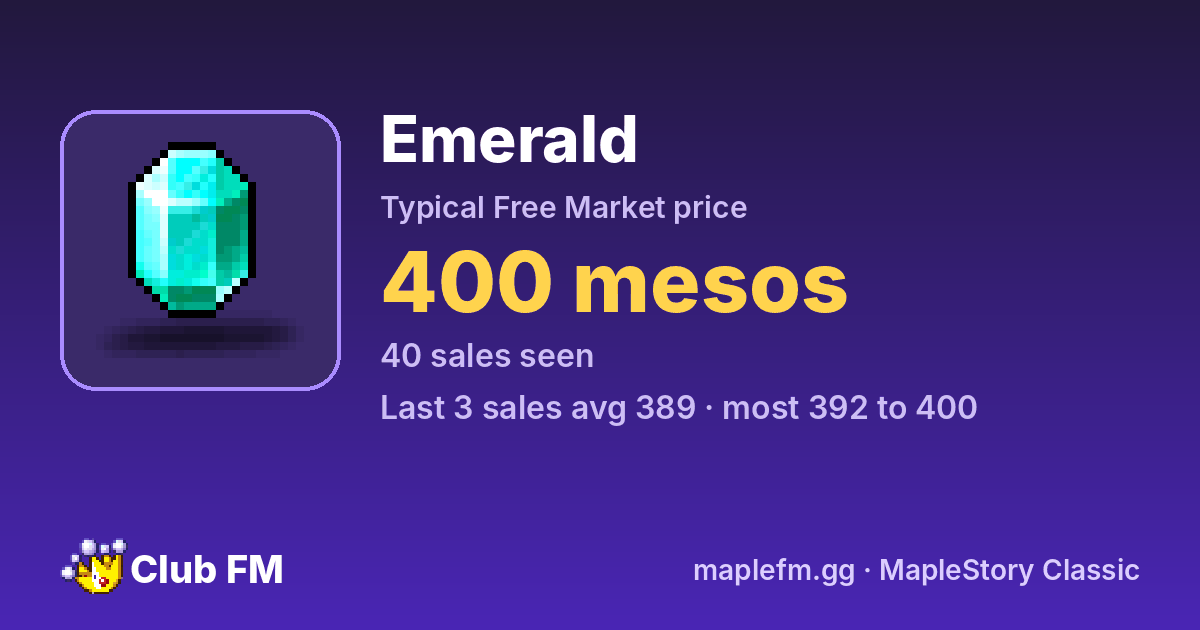 Emerald
Typical Free Market price
400 mesos
40 sales seen
Last 3 sales avg 389 · most 392 to 400
Club FM
maplefm.gg · MapleStory Classic